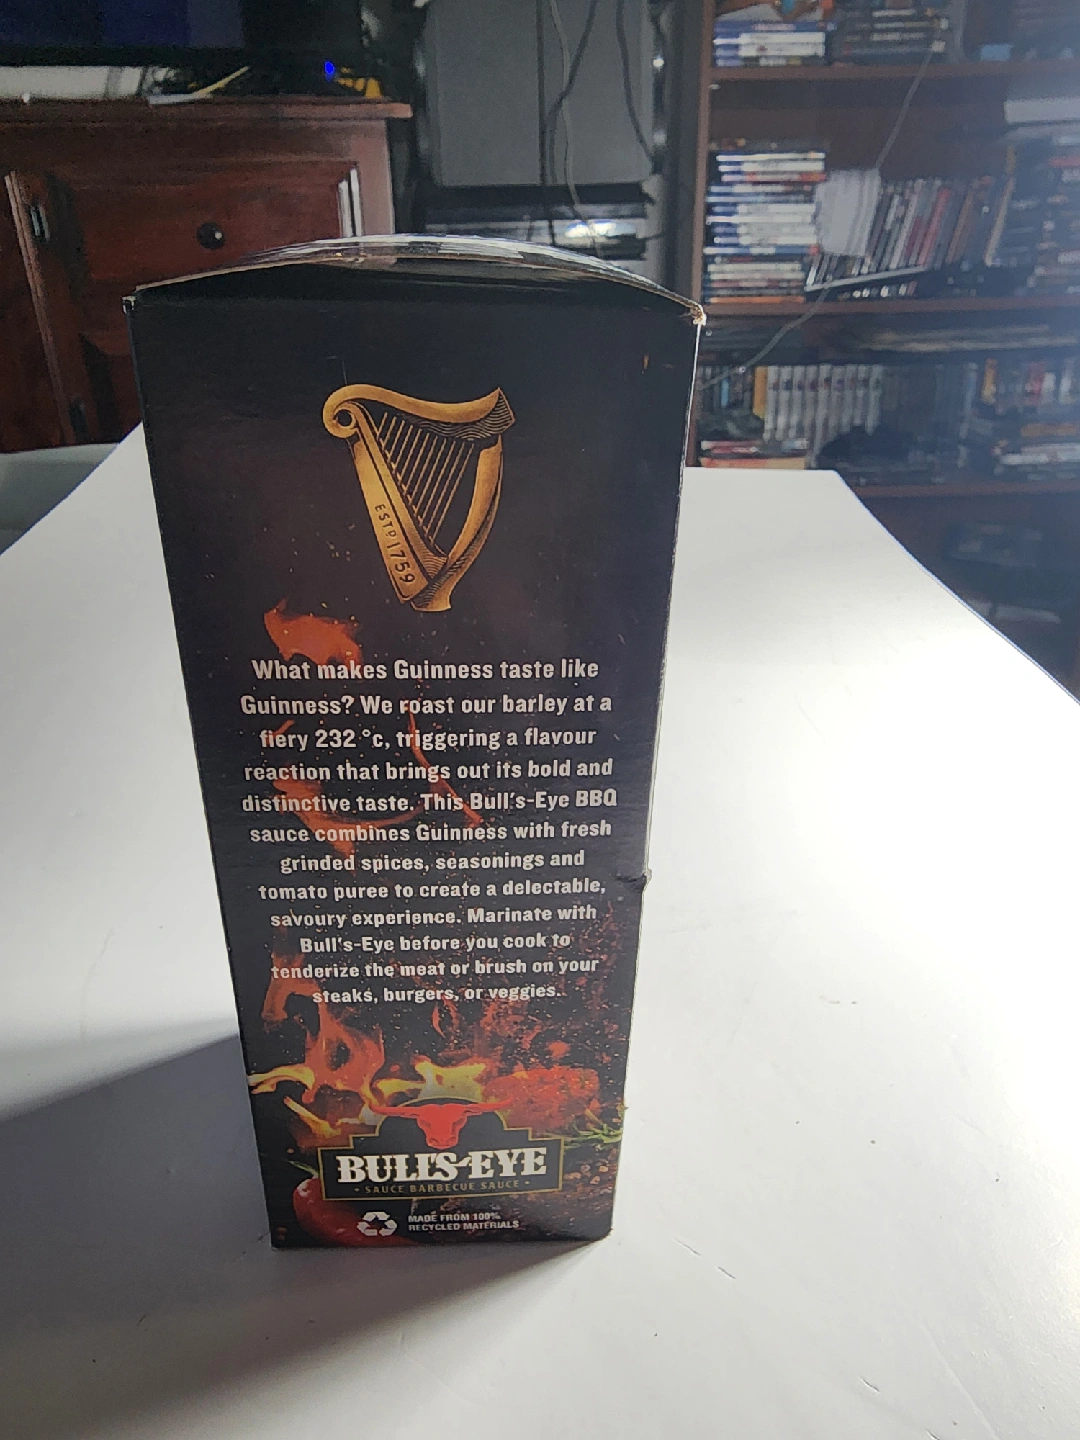 ESTD 1759
What makes Guinness taste like
Guinness? We roast our barley at a
fiery 232 °c, triggering a flavour
reaction that brings out its bold and
distinctive taste. This Bull's-Eye BBQ
sauce combines Guinness with fresh
grinded spices, seasonings and
tomato puree to create a delectable,
savoury experience. Marinate with
Bull's-Eye before you cook to
tenderize the meat or brush on your
steaks, burgers, or veggies.
BULL'S-EYE
• SAUCE BARBECUE SAUCE •
MADE FROM 100%
RECYCLED MATERIALS